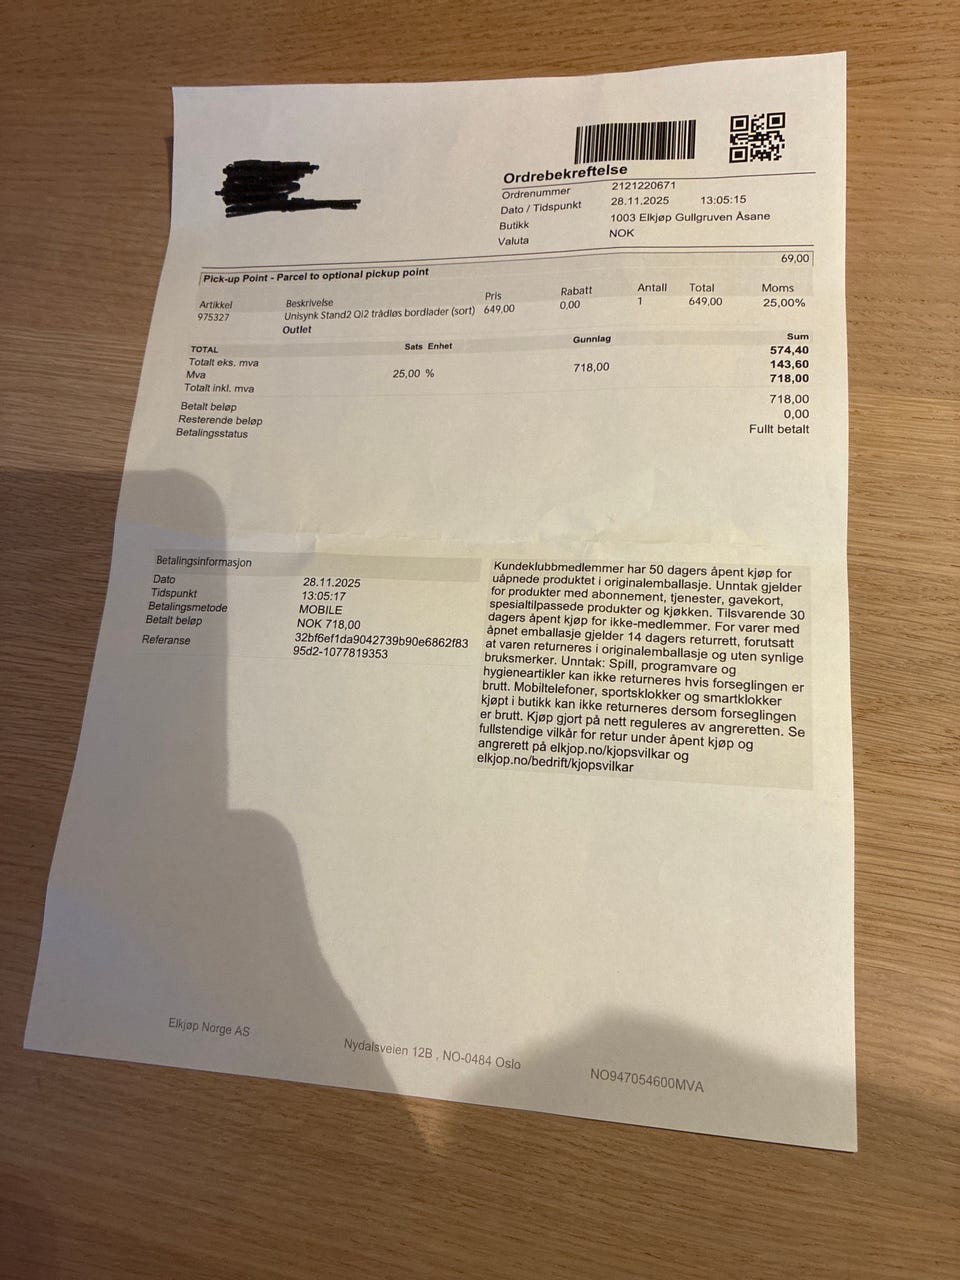 Ordrebekreftelse
Ordrenummer 2121220671
Dato / Tidspunkt 28.11.2025 13:05:15
Butikk 1003 Elkjøp Gullgruven Åsane
Valuta NOK
Pick-up Point - Parcel to optional pickup point 69,00
Artikkel Beskrivelse Pris Rabatt Antall Total Moms
975327 Unisynk Stand2 Qi2 trådløs bordlader (sort) 649,00 0,00 1 649,00 25,00%
Outlet
TOTAL Sats Enhet Gunnlag Sum
Totalt eks. mva 574,40
Mva 25,00 % 718,00 143,60
Totalt inkl. mva 718,00
Betalt beløp 718,00
Resterende beløp 0,00
Betalingsstatus Fullt betalt
Betalingsinformasjon
Dato 28.11.2025
Tidspunkt 13:05:17
Betalingsmetode MOBILE
Betalt beløp NOK 718,00
Referanse 32bf6ef1da9042739b90e6862f83
95d2-1077819353
Kundeklubbmedlemmer har 50 dagers åpent kjøp for
uåpnede produktet i originalemballasje. Unntak gjelder
for produkter med abonnement, tjenester, gavekort,
spesialtilpassede produkter og kjøkken. Tilsvarende 30
dagers åpent kjøp for ikke-medlemmer. For varer med
åpnet emballasje gjelder 14 dagers returrett, forutsatt
at varen returneres i originalemballasje og uten synlige
bruksmerker. Unntak: Spill, programvare og
hygieneartikler kan ikke returneres hvis forseglingen er
brutt. Mobiltelefoner, sportsklokker og smartklokker
kjøpt i butikk kan ikke returneres dersom forseglingen
er brutt. Kjøp gjort på nett reguleres av angreretten. Se
fullstendige vilkår for retur under åpent kjøp og
angrerett på elkjop.no/kjopsvilkar og
elkjop.no/bedrift/kjopsvilkar
Elkjøp Norge AS
Nydalsveien 12B , NO-0484 Oslo
NO947054600MVA